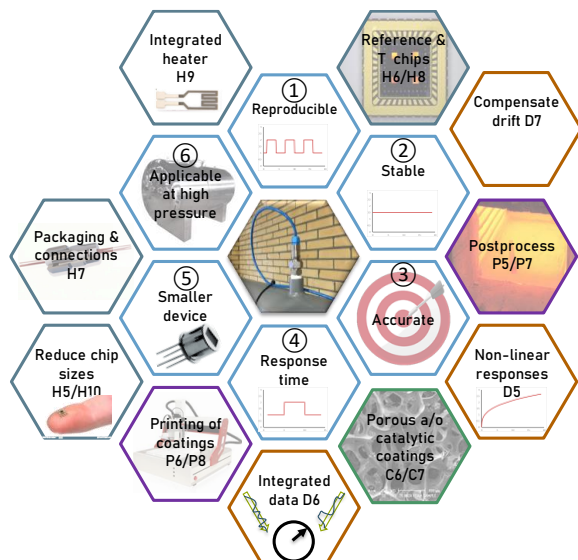 Integrated
heater
H9
Reference &
T chips
H6/H8
①
Reproducible
Compensate
drift D7
⑥
Applicable
at high
pressure
②
Stable
Packaging &
connections
H7
Postprocess
P5/P7
⑤
Smaller
device
③
Accurate
④
Response
time
Reduce chip
sizes
H5/H10
Non-linear
responses
D5
Printing of
coatings
P6/P8
Porous a/o
catalytic
coatings
C6/C7
Integrated
data D6